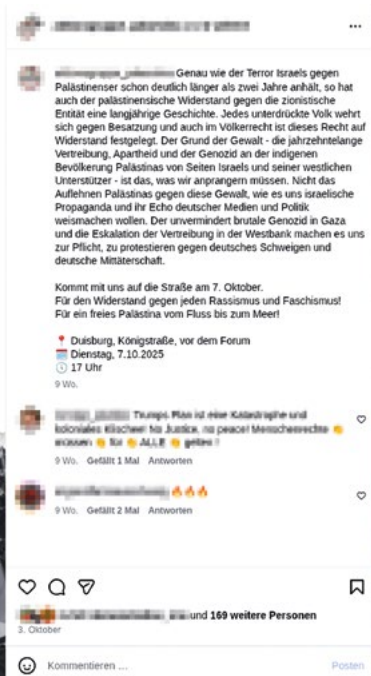 Genau wie der Terror Israels gegen
Palästinenser schon deutlich länger als zwei Jahre anhält, so hat
auch der palästinensische Widerstand gegen die zionistische
Entität eine langjährige Geschichte. Jedes unterdrückte Volk wehrt
sich gegen Besatzung und auch im Völkerrecht ist dieses Recht auf
Widerstand festgelegt. Der Grund der Gewalt - die jahrzehntelange
Vertreibung, Apartheid und der Genozid an der indigenen
Bevölkerung Palästinas von Seiten Israels und seiner westlichen
Unterstützer - ist das, was wir anprangern müssen. Nicht das
Auflehnen Palästinas gegen diese Gewalt, wie es uns israelische
Propaganda und ihr Echo deutscher Medien und Politik
weismachen wollen. Der unvermindert brutale Genozid in Gaza
und die Eskalation der Vertreibung in der Westbank machen es uns
zur Pflicht, zu protestieren gegen deutsches Schweigen und
deutsche Mittäterschaft.
Kommt mit uns auf die Straße am 7. Oktober.
Für den Widerstand gegen jeden Rassismus und Faschismus!
Für ein freies Palästina vom Fluss bis zum Meer!
📍 Duisburg, Königstraße, vor dem Forum
🗓️ Dienstag, 7.10.2025
🕔 17 Uhr
9 Wo.
Trumps Plan ist eine Katastrophe und
koloniales Klischee! No Justice, no peace! Menschenrechte 👏
müssen 👏 für 👏 ALLE 👏 gelten !
9 Wo. Gefällt 1 Mal Antworten
🔥🔥🔥
9 Wo. Gefällt 2 Mal Antworten
und 169 weitere Personen
3. Oktober
Kommentieren ... Posten